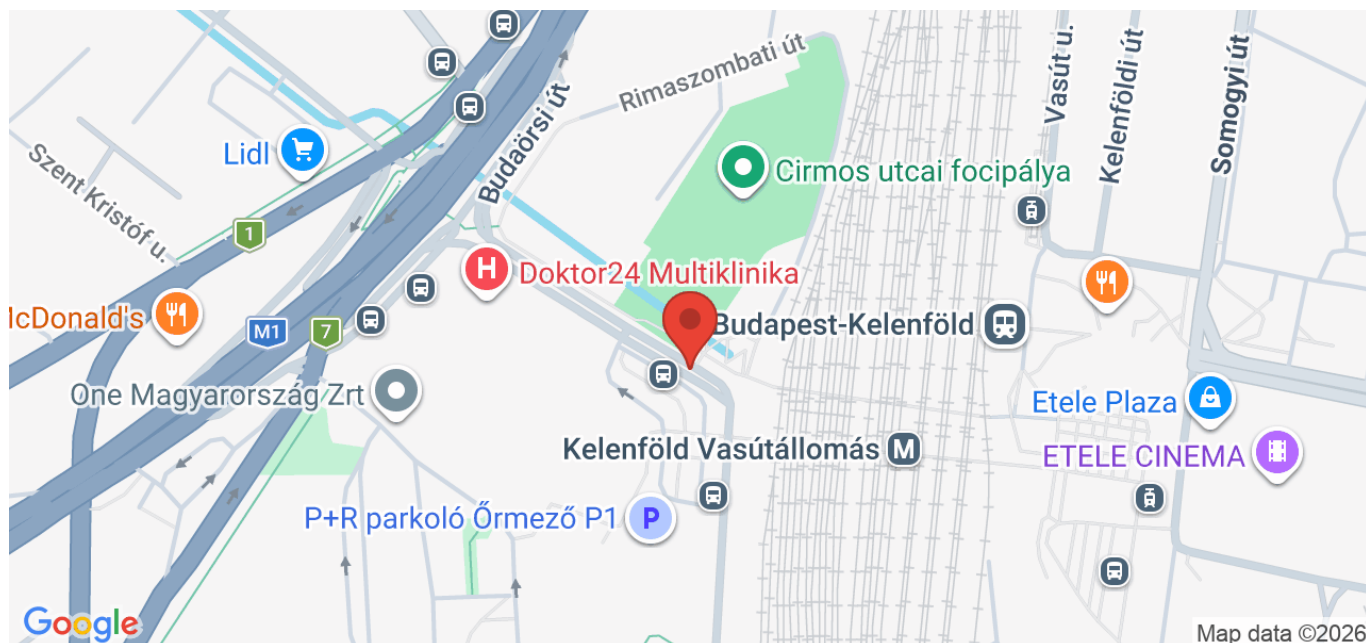 Rimaszombati út
Vasút u.
Kelenföldi út
Somogyi út
Budaörsi út
Lidl
Szent Kristóf u.
Cirmos utcai focipálya
1
H
Doktor24 Multiklinika
McDonald's
M1
7
Budapest-Kelenföld
One Magyarország Zrt
Etele Plaza
Kelenföld Vasútállomás
M
ETELE CINEMA
P+R parkoló Őrmező P1
P
Google
Map data ©2026